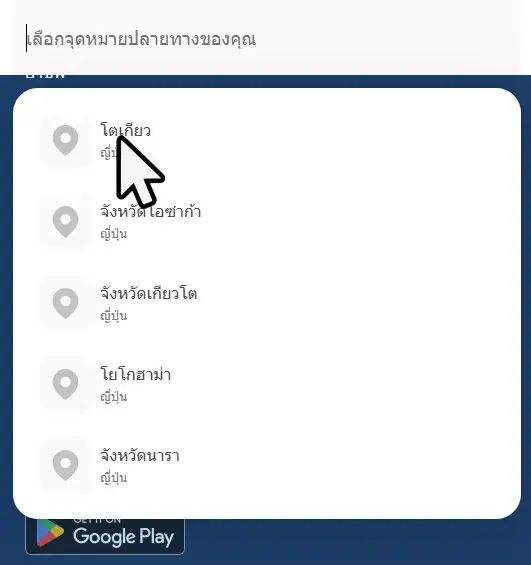 เลือกจุดหมายปลายทางของคุณ
โตเกียว
จังหวัดโอซาก้า
ญี่ปุ่น
จังหวัดเกียวโต
ญี่ปุ่น
โยโกฮาม่า
ญี่ปุ่น
จังหวัดนารา
ญี่ปุ่น
GET IT ON
Google Play